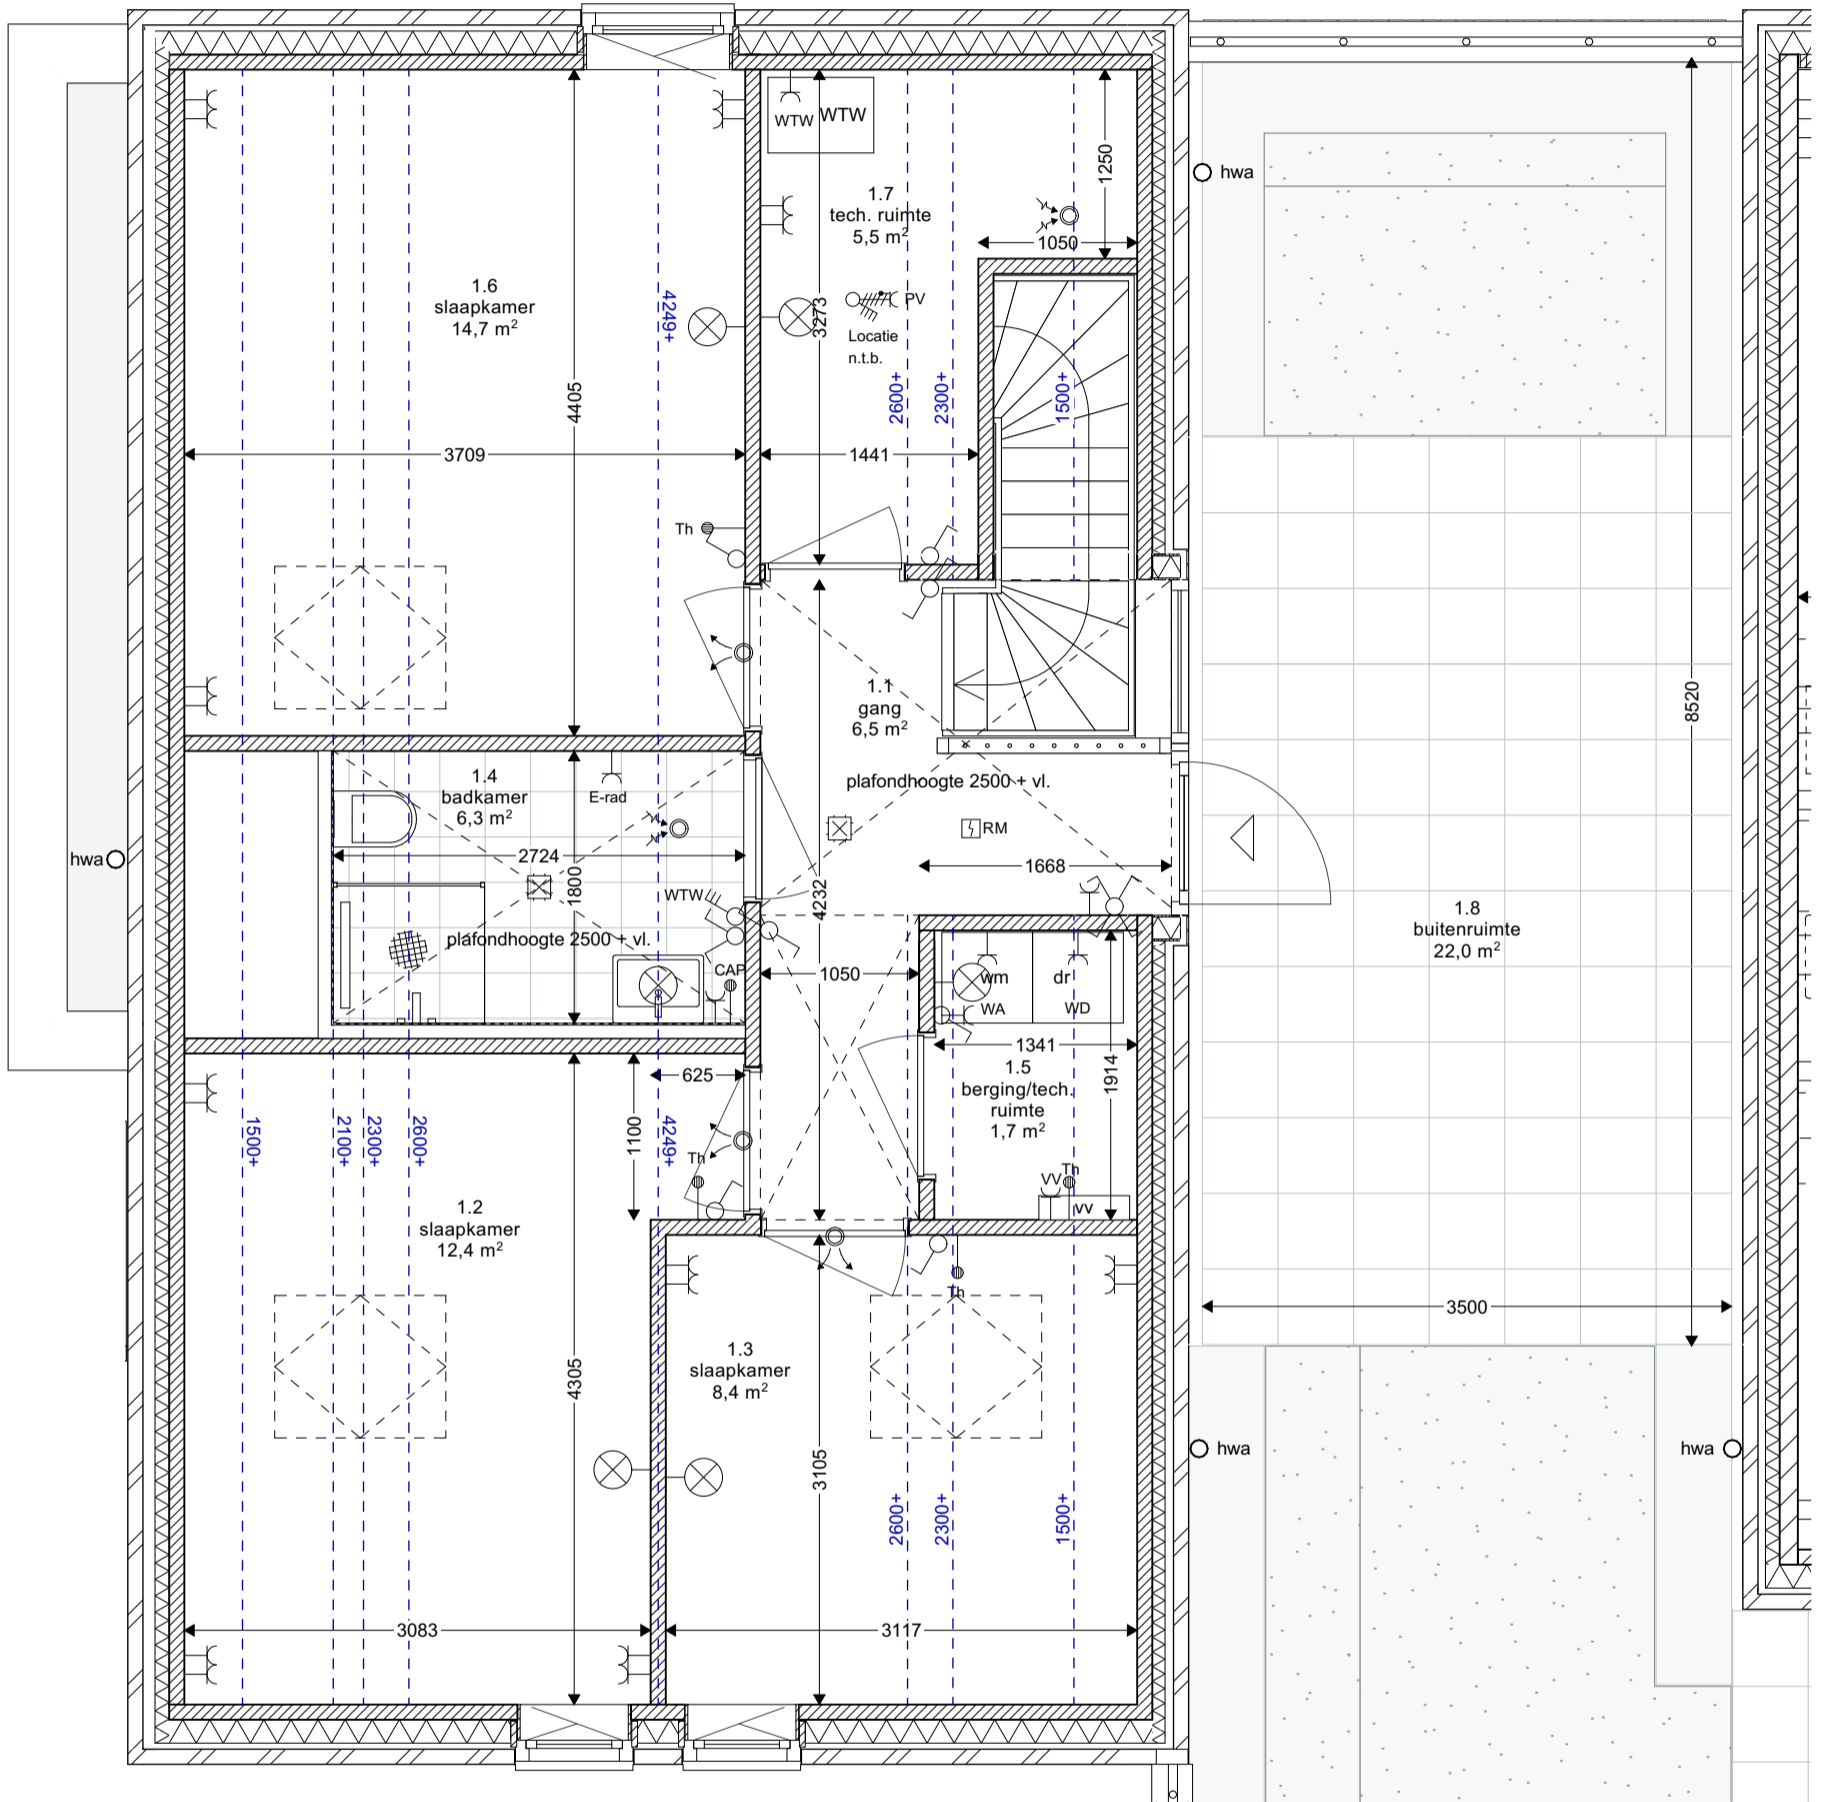 WTW
WTW
hwa
1250
1.7
tech. ruimte
5,5 m²
1050
1.6
slaapkamer
14,7 m²
4249+
3273
PV
Locatie
n.t.b.
2600+
2300+
1500+
4405
3709
1441
Th
8520
1.1
gang
6,5 m²
plafondhoogte 2500 + vl.
1.4
badkamer
6,3 m²
E-rad
RM
hwa
2724
1800
1668
WTW
4232
1.8
buitenruimte
22,0 m²
plafondhoogte 2500 + vl.
CAP
1050
wm
dr
WA
WD
1341
625
1914
1.5
berging/tech.
ruimte
1,7 m²
1500+
2100+
2300+
2600+
1100
4249+
Th
VV
Th
vv
1.2
slaapkamer
12,4 m²
Th
3500
1.3
slaapkamer
8,4 m²
4305
3105
hwa
hwa
2600+
2300+
1500+
3083
3117